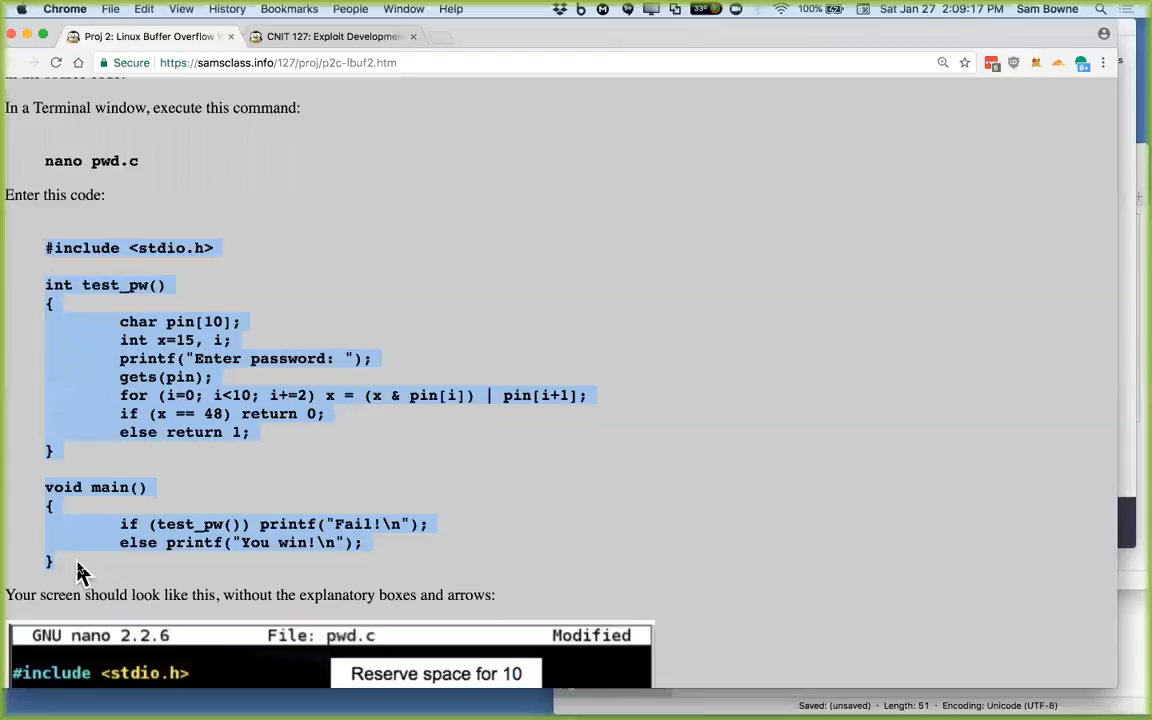 Chrome File Edit View History Bookmarks People Window Help 33° 100% Sat Jan 27 2:09:17 PM Sam Bowne
Proj 2: Linux Buffer Overflow × CNIT 127: Exploit Developmen ×
Secure https://samsclass.info/127/proj/p2c-lbuf2.htm
In a Terminal window, execute this command:
nano pwd.c
Enter this code:
#include <stdio.h>
int test_pw()
{
char pin[10];
int x=15, i;
printf("Enter password: ");
gets(pin);
for (i=0; i<10; i+=2) x = (x & pin[i]) | pin[i+1];
if (x == 48) return 0;
else return 1;
}
void main()
{
if (test_pw()) printf("Fail!\n");
else printf("You win!\n");
}
Your screen should look like this, without the explanatory boxes and arrows:
GNU nano 2.2.6 File: pwd.c Modified
#include <stdio.h> Reserve space for 10
Saved: (unsaved) • Length: 51 • Encoding: Unicode (UTF-8)